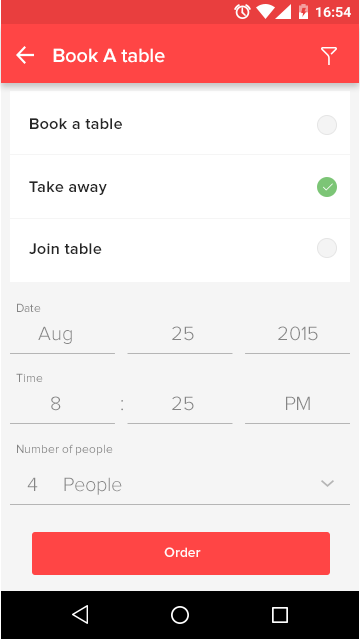 16:54
Book A table
Book a table
Take away
Join table
Date
Aug 25 2015
Time
8 : 25 PM
Number of people
4 People
Order